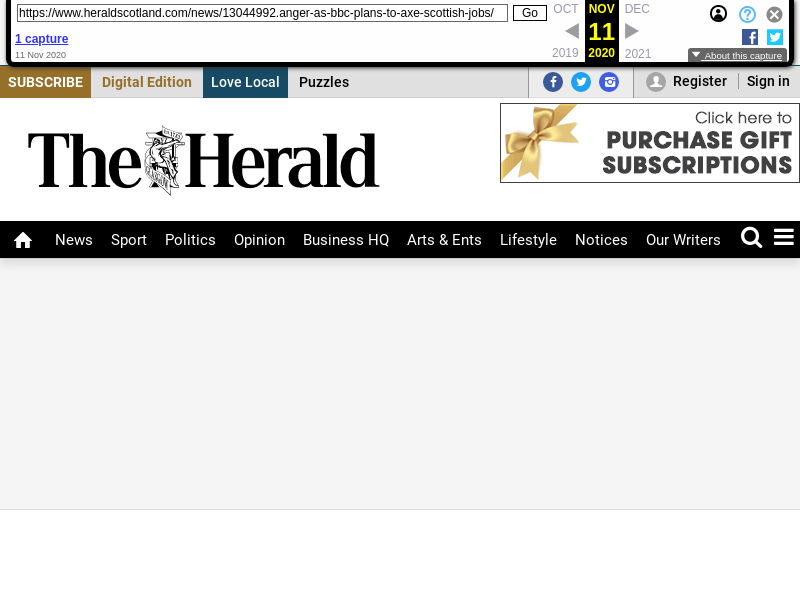 https://www.heraldscotland.com/news/13044992.anger-as-bbc-plans-to-axe-scottish-jobs/ Go
OCT NOV DEC
1 capture
11
11 Nov 2020
2019 2020 2021
About this capture
SUBSCRIBE Digital Edition Love Local Puzzles Register Sign in
The Herald
Click here to
PURCHASE GIFT
SUBSCRIPTIONS
News Sport Politics Opinion Business HQ Arts & Ents Lifestyle Notices Our Writers